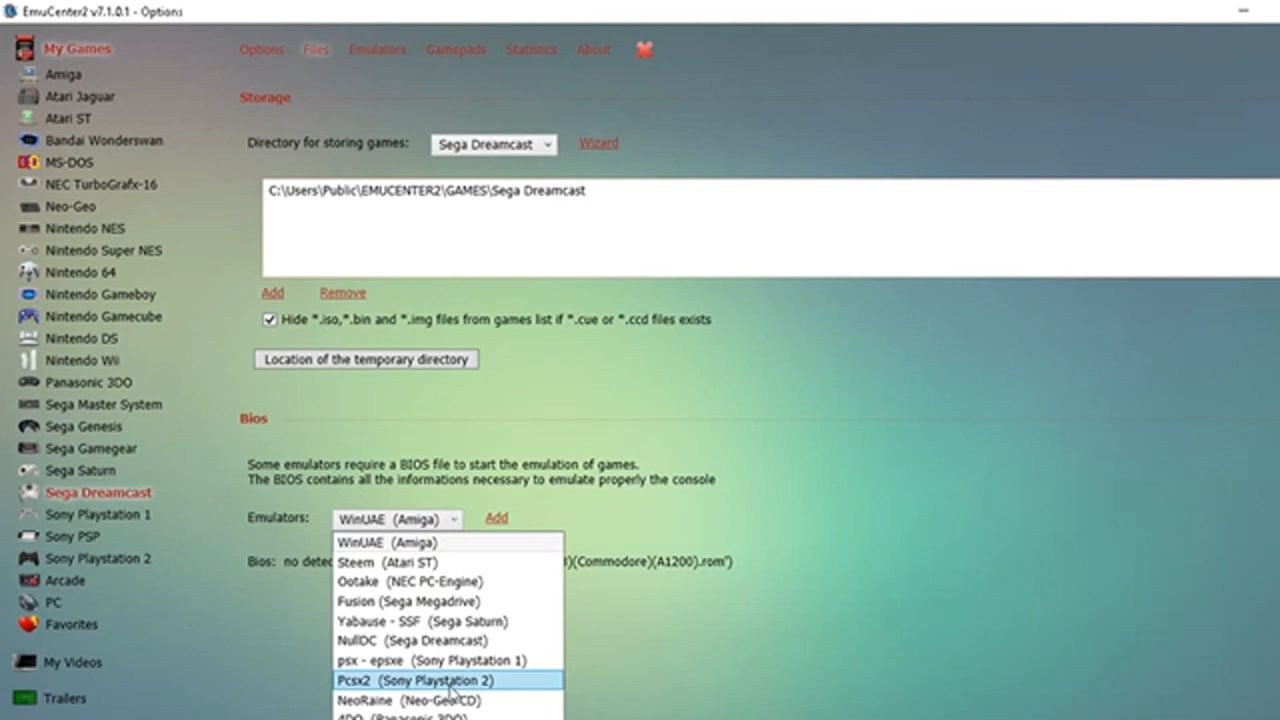 EmuCenter2 v7.1.0.1 - Options
My Games
Amiga
Atari Jaguar
Atari ST
Bandai Wonderswan
MS-DOS
NEC TurboGrafx-16
Neo-Geo
Nintendo NES
Nintendo Super NES
Nintendo 64
Nintendo Gameboy
Nintendo Gamecube
Nintendo DS
Nintendo Wii
Panasonic 3DO
Sega Master System
Sega Genesis
Sega Gamegear
Sega Saturn
Sega Dreamcast
Sony Playstation 1
Sony PSP
Sony Playstation 2
Arcade
PC
Favorites
My Videos
Trailers
Options Files Emulators Gamepads Statistics About
Storage
Directory for storing games: Sega Dreamcast Wizard
C:\Users\Public\EMUCENTER2\GAMES\Sega Dreamcast
Add Remove
Hide *.iso,*.bin and *.img files from games list if *.cue or *.ccd files exists
Location of the temporary directory
Bios
Some emulators require a BIOS file to start the emulation of games.
The BIOS contains all the informations necessary to emulate properly the console
Emulators: WinUAE (Amiga) Add
WinUAE (Amiga)
Bios: no detec )(Commodore)(A1200).rom')
Steem (Atari ST)
Ootake (NEC PC-Engine)
Fusion (Sega Megadrive)
Yabause - SSF (Sega Saturn)
NullDC (Sega Dreamcast)
psx - epsxe (Sony Playstation 1)
Pcsx2 (Sony Playstation 2)
NeoRaine (Neo-Geo CD)
4DO (Panasonic 3DO)